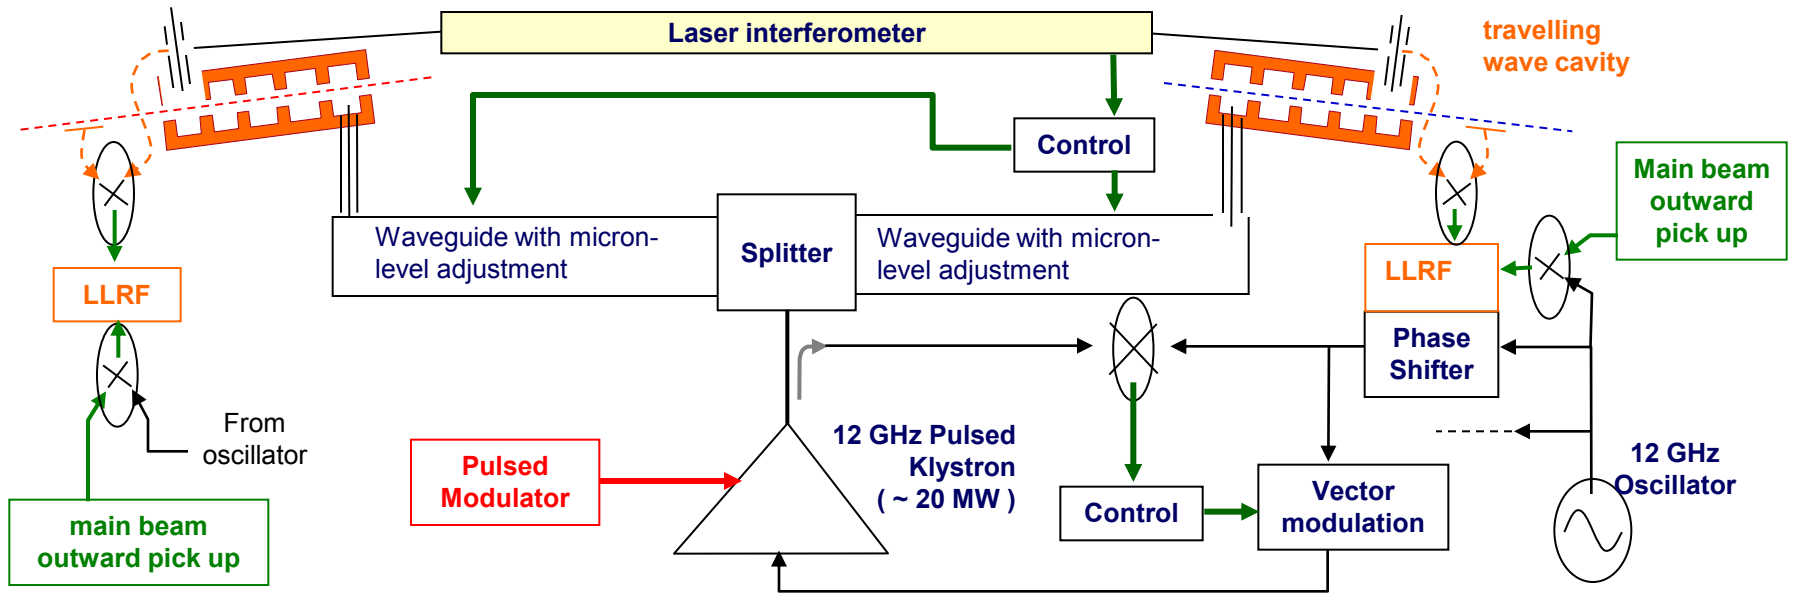 Laser interferometer
travelling
wave cavity
Control
Main beam
outward
pick up
Waveguide with micron-
level adjustment
Splitter
Waveguide with micron-
level adjustment
LLRF
LLRF
Phase
Shifter
From
oscillator
12 GHz Pulsed
Klystron
( ~ 20 MW )
Pulsed
Modulator
12 GHz
Oscillator
Control
Vector
modulation
main beam
outward pick up